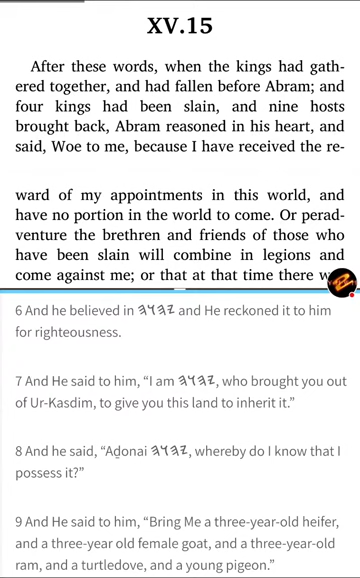 XV.15
After these words, when the kings had gath-
ered together, and had fallen before Abram; and
four kings had been slain, and nine hosts
brought back, Abram reasoned in his heart, and
said, Woe to me, because I have received the re-
ward of my appointments in this world, and
have no portion in the world to come. Or perad-
venture the brethren and friends of those who
have been slain will combine in legions and
come against me; or that at that time there
6 And he believed in 𐤉𐤄𐤅𐤄 and He reckoned it to him
for righteousness.
7 And He said to him, “I am 𐤉𐤄𐤅𐤄, who brought you out
of Ur-Kasdim, to give you this land to inherit it.”
8 And he said, “Aḏonai 𐤉𐤄𐤅𐤄, whereby do I know that I
possess it?”
9 And He said to him, “Bring Me a three-year-old heifer,
and a three-year old female goat, and a three-year-old
ram, and a turtledove, and a young pigeon.”